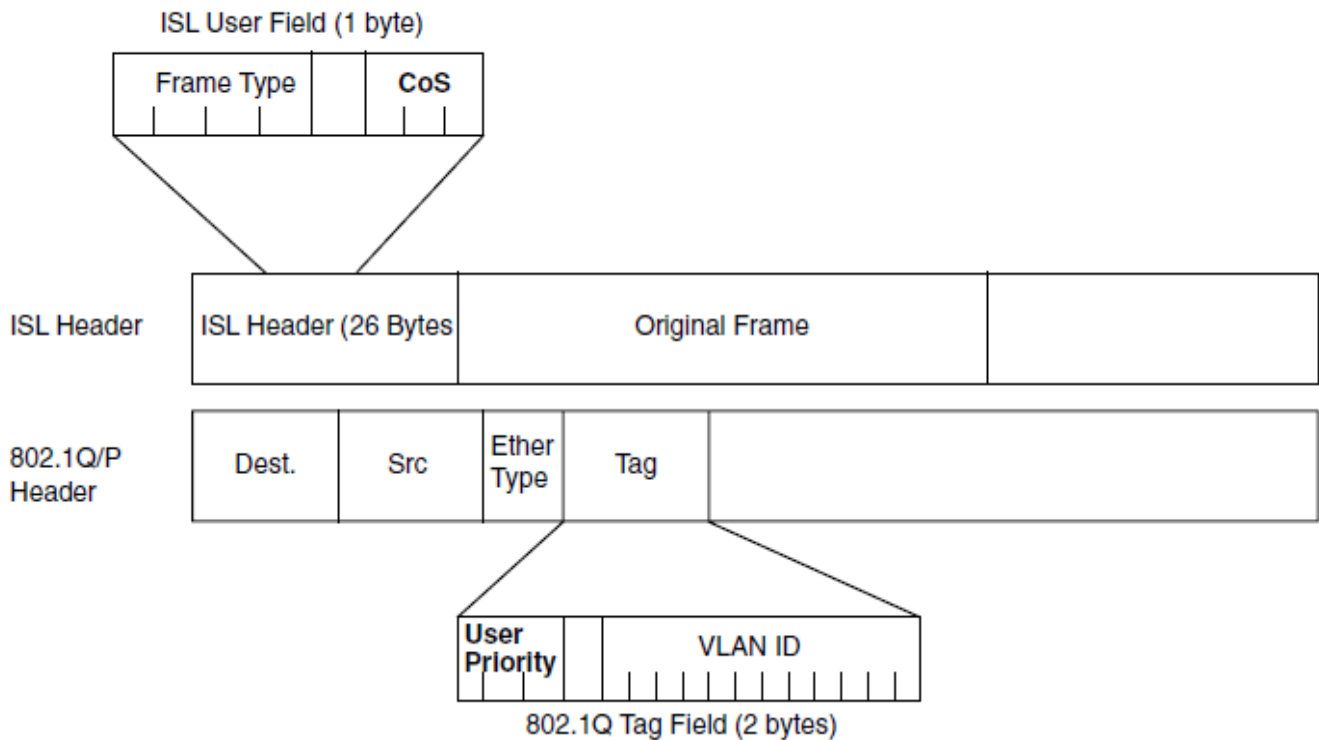 ISL User Field (1 byte)
Frame Type CoS
ISL Header ISL Header (26 Bytes Original Frame
802.1Q/P
Header
Dest. Src
Ether
Type
Tag
User
Priority
VLAN ID
802.1Q Tag Field (2 bytes)